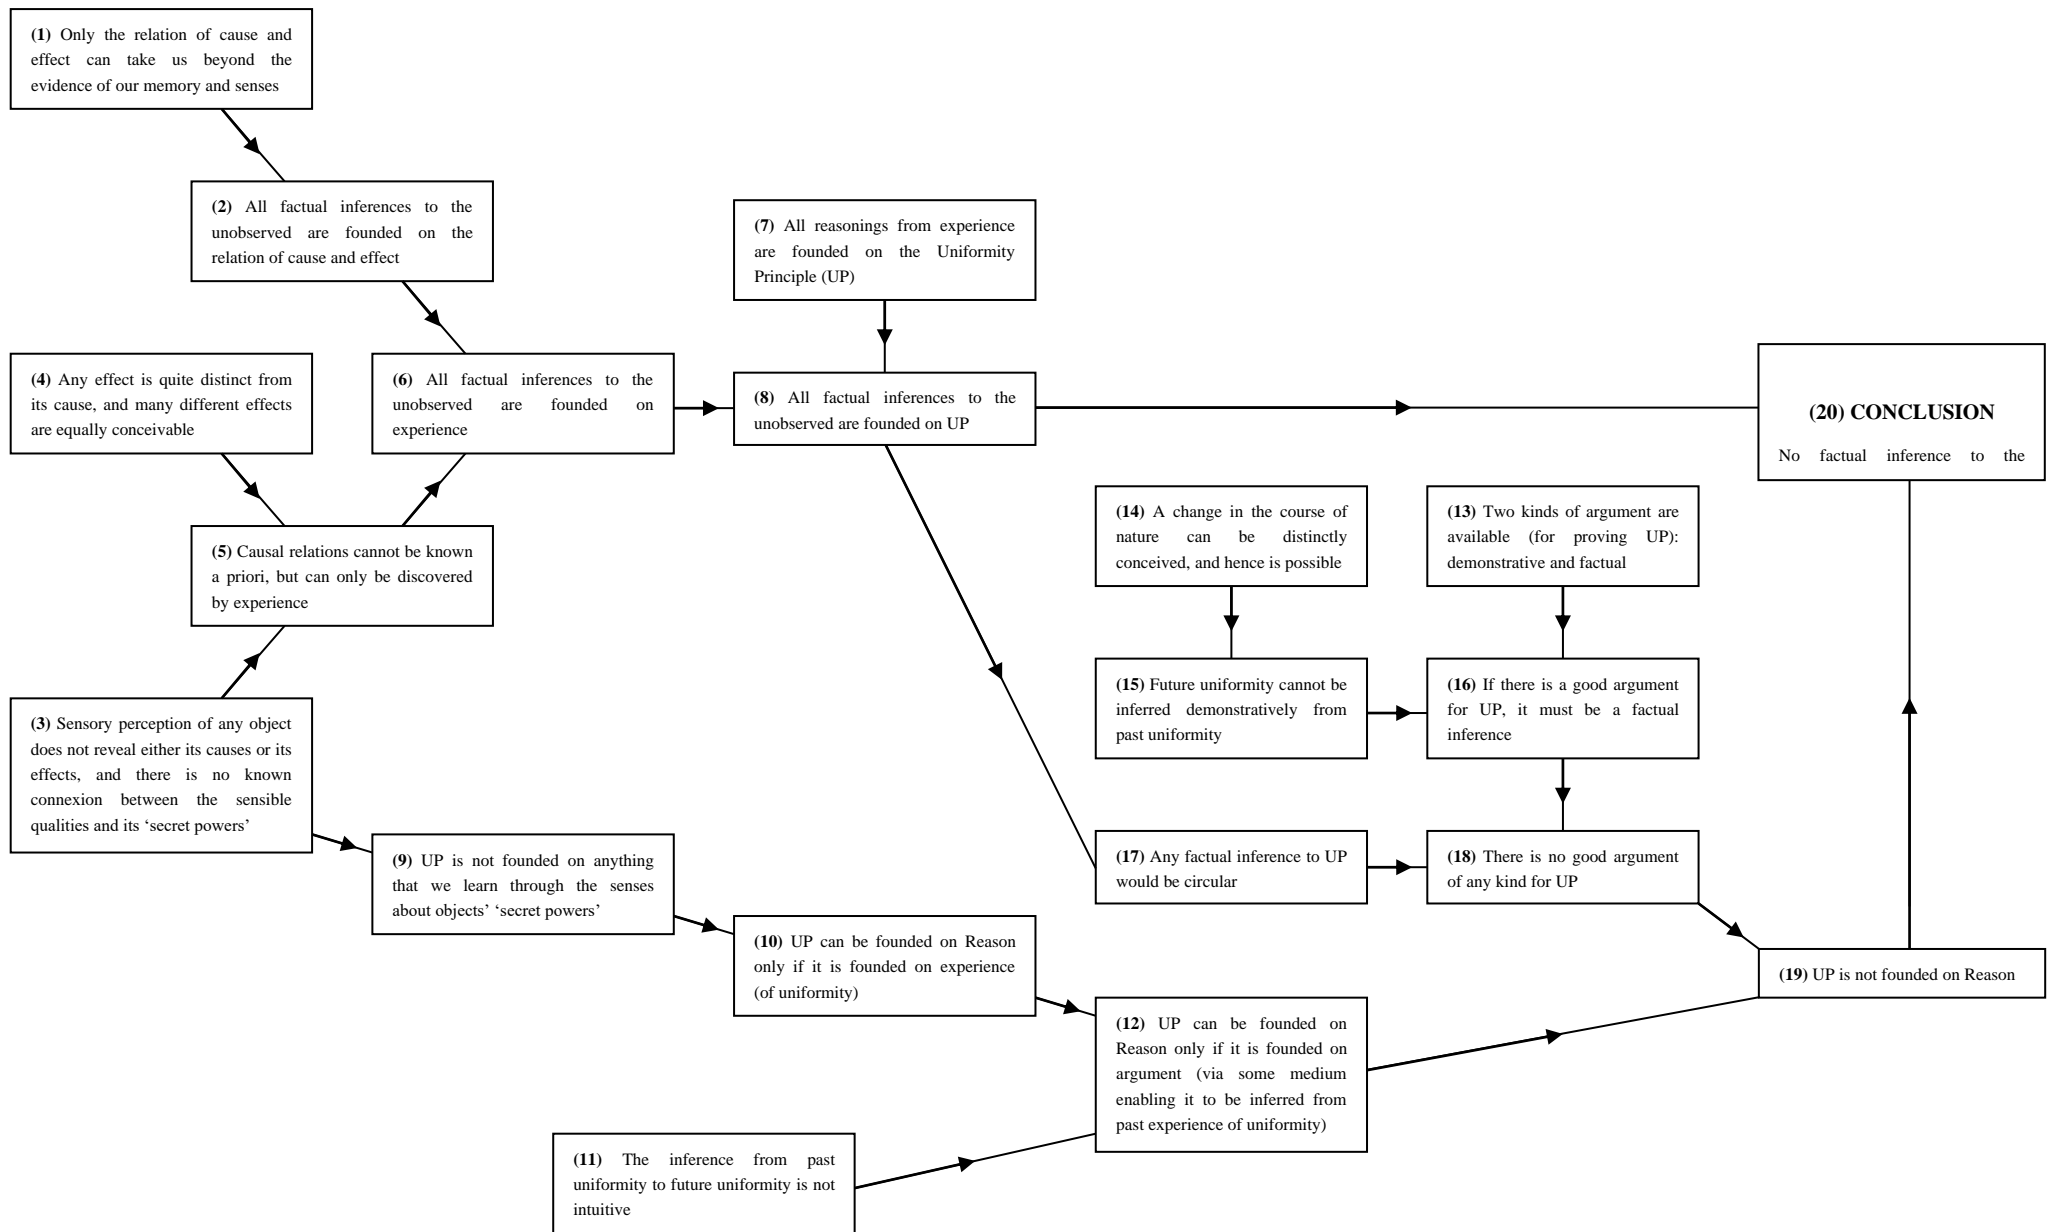 (1) Only the relation of cause and
effect can take us beyond the
evidence of our memory and senses
(2) All factual inferences to the
unobserved are founded on the
relation of cause and effect
(7) All reasonings from experience
are founded on the Uniformity
Principle (UP)
(4) Any effect is quite distinct from
its cause, and many different effects
are equally conceivable
(6) All factual inferences to the
unobserved are founded on
experience
(8) All factual inferences to the
unobserved are founded on UP
(20) CONCLUSION
No factual inference to the
(14) A change in the course of
nature can be distinctly
conceived, and hence is possible
(13) Two kinds of argument are
available (for proving UP):
demonstrative and factual
(5) Causal relations cannot be known
a priori, but can only be discovered
by experience
(15) Future uniformity cannot be
inferred demonstratively from
past uniformity
(16) If there is a good argument
for UP, it must be a factual
inference
(3) Sensory perception of any object
does not reveal either its causes or its
effects, and there is no known
connexion between the sensible
qualities and its ‘secret powers’
(9) UP is not founded on anything
that we learn through the senses
about objects’ ‘secret powers’
(17) Any factual inference to UP
would be circular
(18) There is no good argument
of any kind for UP
(10) UP can be founded on Reason
only if it is founded on experience
(of uniformity)
(19) UP is not founded on Reason
(12) UP can be founded on
Reason only if it is founded on
argument (via some medium
enabling it to be inferred from
past experience of uniformity)
(11) The inference from past
uniformity to future uniformity is not
intuitive